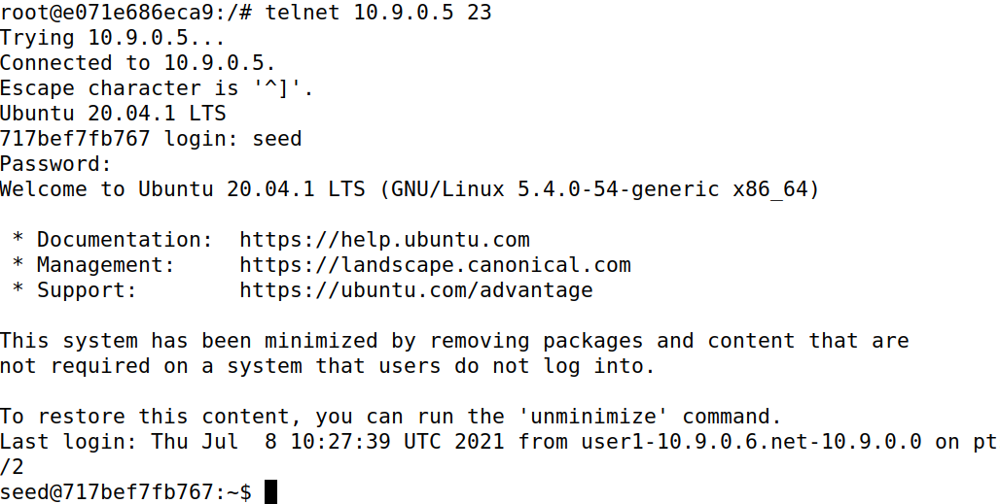 root@e071e686eca9:/# telnet 10.9.0.5 23
Trying 10.9.0.5...
Connected to 10.9.0.5.
Escape character is '^]'.
Ubuntu 20.04.1 LTS
717bef7fb767 login: seed
Password:
Welcome to Ubuntu 20.04.1 LTS (GNU/Linux 5.4.0-54-generic x86_64)
 * Documentation:  https://help.ubuntu.com
 * Management:     https://landscape.canonical.com
 * Support:        https://ubuntu.com/advantage
This system has been minimized by removing packages and content that are
not required on a system that users do not log into.
To restore this content, you can run the 'unminimize' command.
Last login: Thu Jul  8 10:27:39 UTC 2021 from user1-10.9.0.6.net-10.9.0.0 on pt
/2
seed@717bef7fb767:~$